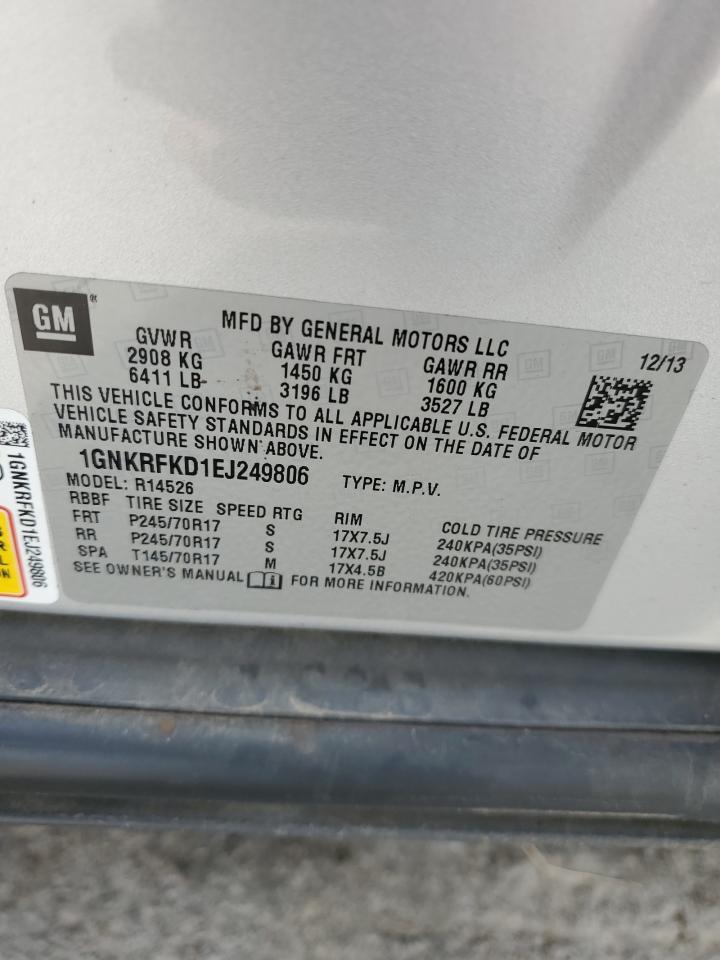 GM
MFD BY GENERAL MOTORS LLC
GVWR GAWR FRT GAWR RR 12/13
2908 KG 1450 KG 1600 KG
6411 LB 3196 LB 3527 LB
THIS VEHICLE CONFORMS TO ALL APPLICABLE U.S. FEDERAL MOTOR
VEHICLE SAFETY STANDARDS IN EFFECT ON THE DATE OF
MANUFACTURE SHOWN ABOVE.
1GNKRFKD1EJ249806 TYPE: M.P.V.
MODEL: R14526
RBBF TIRE SIZE SPEED RTG RIM COLD TIRE PRESSURE
FRT P245/70R17 S 17X7.5J 240KPA(35PSI)
RR P245/70R17 S 17X7.5J 240KPA(35PSI)
SPA T145/70R17 M 17X4.5B 420KPA(60PSI)
SEE OWNER'S MANUAL FOR MORE INFORMATION.
1GNKRFKD1EJ249806